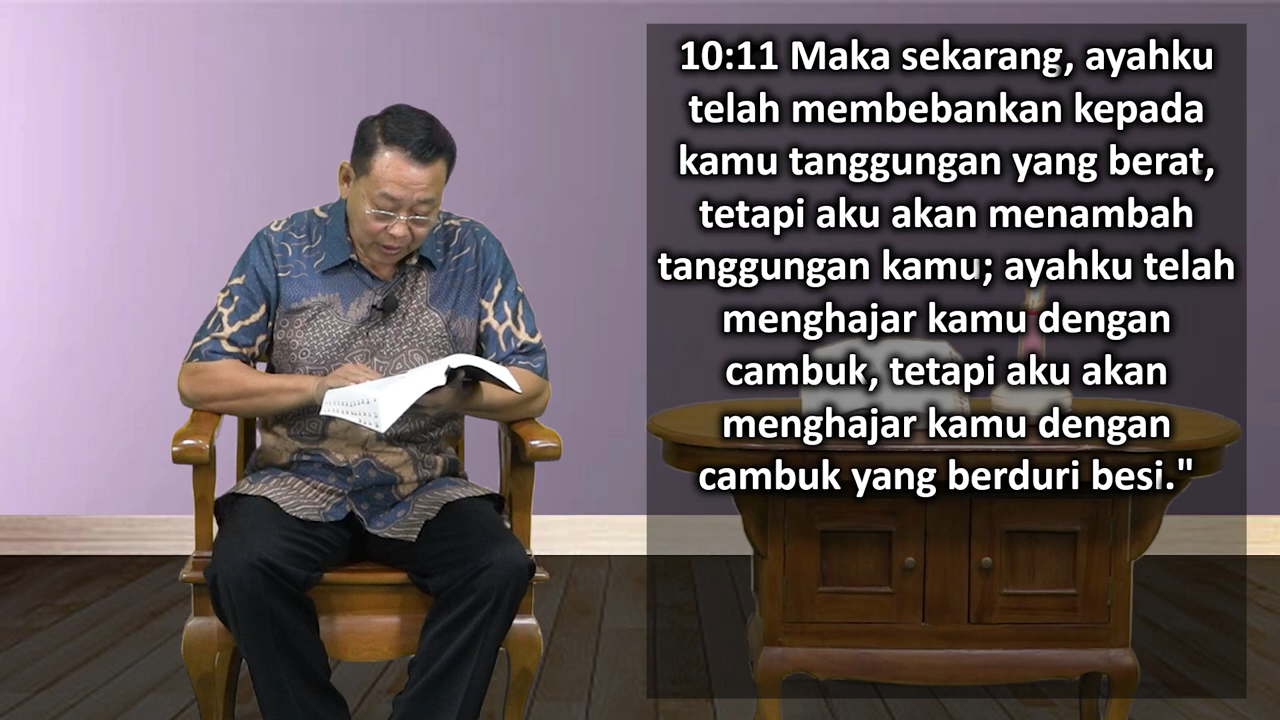 10:11 Maka sekarang, ayahku
telah membebankan kepada
kamu tanggungan yang berat,
tetapi aku akan menambah
tanggungan kamu; ayahku telah
menghajar kamu dengan
cambuk, tetapi aku akan
menghajar kamu dengan
cambuk yang berduri besi."